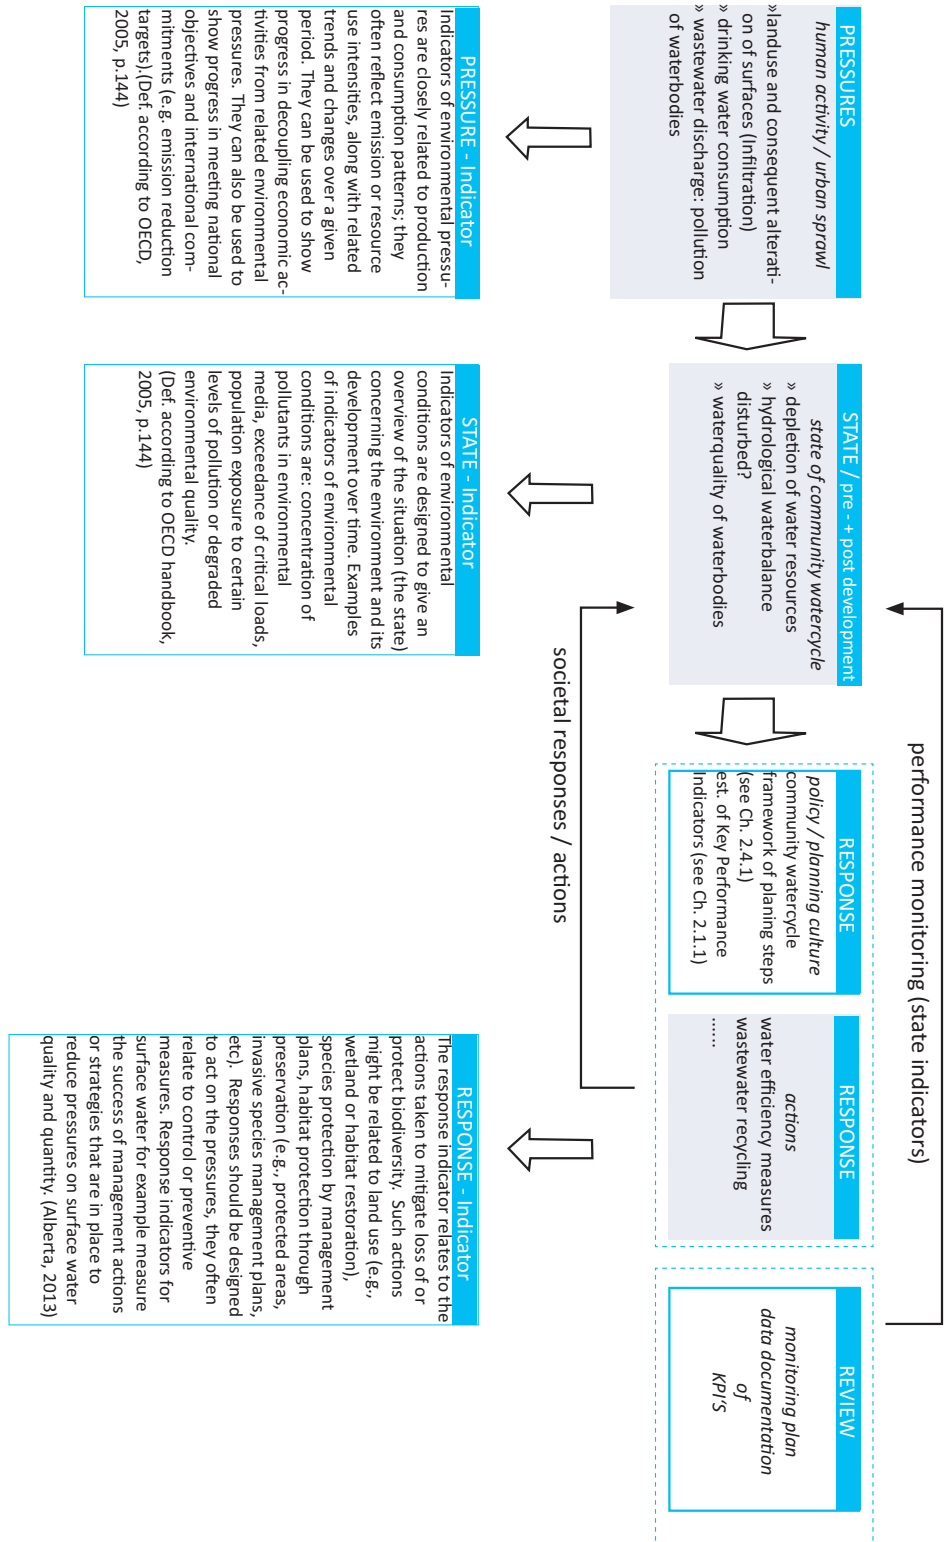 performance monitoring (state indicators)
PRESSURES
human activity / urban sprawl
»landuse and consequent alterati-
on of surfaces (Infiltration)
» drinking water consumption
» wastewater discharge: pollution
of waterbodies
STATE / pre - + post development
state of community watercycle
» depletion of water resources
» hydrological waterbalance
disturbed?
» waterquality of waterbodies
RESPONSE
policy / planning culture
community watercycle
framework of planing steps
(see Ch. 2.4.1)
est. of Key Performance
Indicators (see Ch. 2.1.1)
RESPONSE
actions
water efficiency measures
wastewater recycling
......
REVIEW
monitoring plan
data documentation
of
KPI'S
societal responses / actions
PRESSURE - Indicator
Indicators of environmental pressu-
res are closely related to production
and consumption patterns; they
often reflect emission or resource
use intensities, along with related
trends and changes over a given
period. They can be used to show
progress in decoupling economic ac-
tivities from related environmental
pressures. They can also be used to
show progress in meeting national
objectives and international com-
mitments (e.g. emission reduction
targets).(Def. according to OECD,
2005, p.144)
STATE - Indicator
Indicators of environmental
conditions are designed to give an
overview of the situation (the state)
concerning the environment and its
development over time. Examples
of indicators of environmental
conditions are: concentration of
pollutants in environmental
media, exceedance of critical loads,
population exposure to certain
levels of pollution or degraded
environmental quality.
(Def. according to OECD handbook,
2005, p.144)
RESPONSE - Indicator
The response indicator relates to the
actions taken to mitigate loss of or
protect biodiversity. Such actions
might be related to land use (e.g.,
wetland or habitat restoration),
species protection by management
plans, habitat protection through
preservation (e.g., protected areas,
invasive species management plans,
etc). Responses should be designed
to act on the pressures, they often
relate to control or preventive
measures. Response indicators for
surface water for example measure
the success of management actions
or strategies that are in place to
reduce pressures on surface water
quality and quantity. (Alberta, 2013)